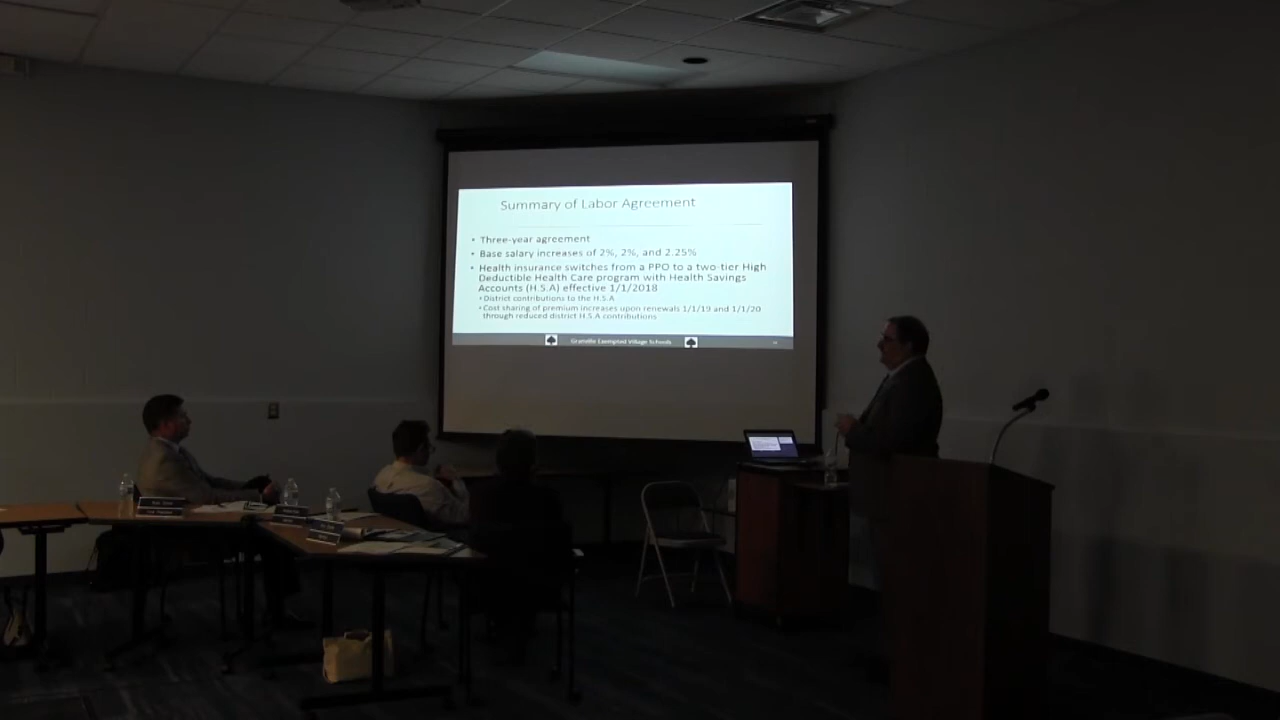 Summary of Labor Agreement
• Three-year agreement
• Base salary increases of 2%, 2%, and 2.25%
• Health insurance switches from a PPO to a two-tier High
Deductible Health Care program with Health Savings
Accounts (H.S.A) effective 1/1/2018
• District contributions to the H.S.A
• Cost sharing of premium increases upon renewals 1/1/19 and 1/1/20
through reduced district H.S.A contributions
Granville Exempted Village Schools